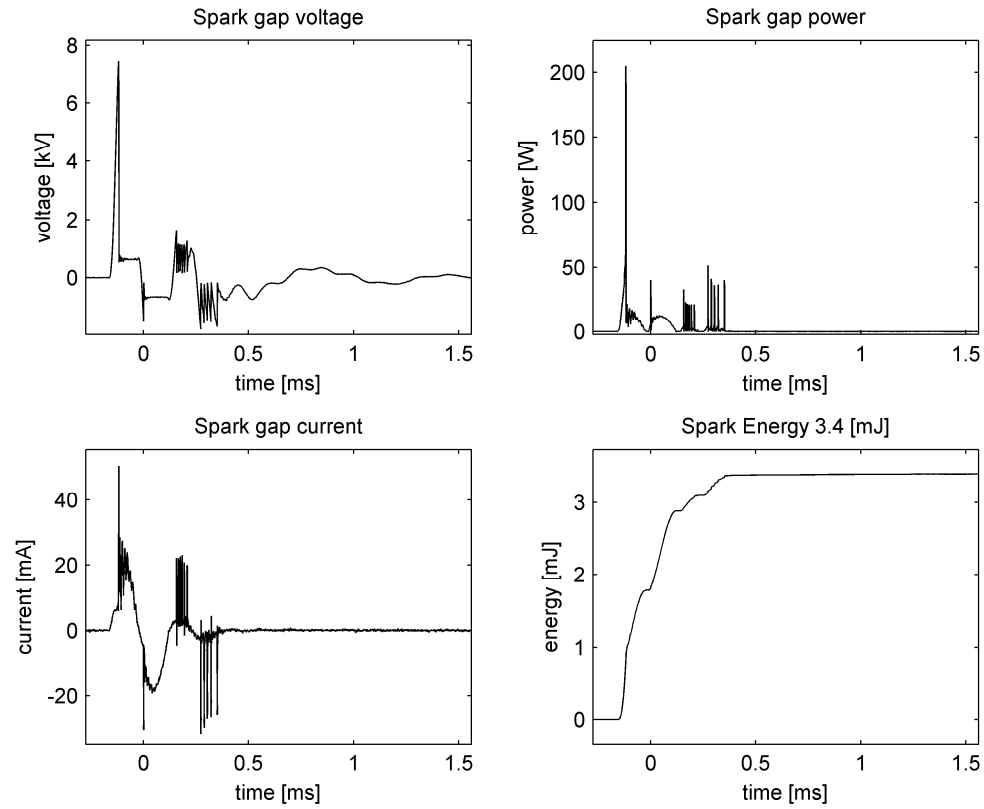 Spark gap voltage
voltage [kV]
8
6
4
2
0
0
0.5
1
1.5
time [ms]
Spark gap power
power [W]
200
150
100
50
0
0
0.5
1
1.5
time [ms]
Spark gap current
current [mA]
40
20
0
-20
0
0.5
1
1.5
time [ms]
Spark Energy 3.4 [mJ]
energy [mJ]
3
2
1
0
0
0.5
1
1.5
time [ms]